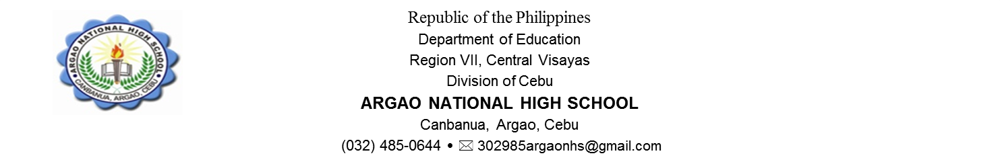 ARGAO NATIONAL HIGH SCHOOL
CANBANUA, ARGAO, CEBU
Republic of the Philippines
Department of Education
Region VII, Central Visayas
Division of Cebu
ARGAO NATIONAL HIGH SCHOOL
Canbanua, Argao, Cebu
(032) 485-0644 • ✉ 302985argaonhs@gmail.com